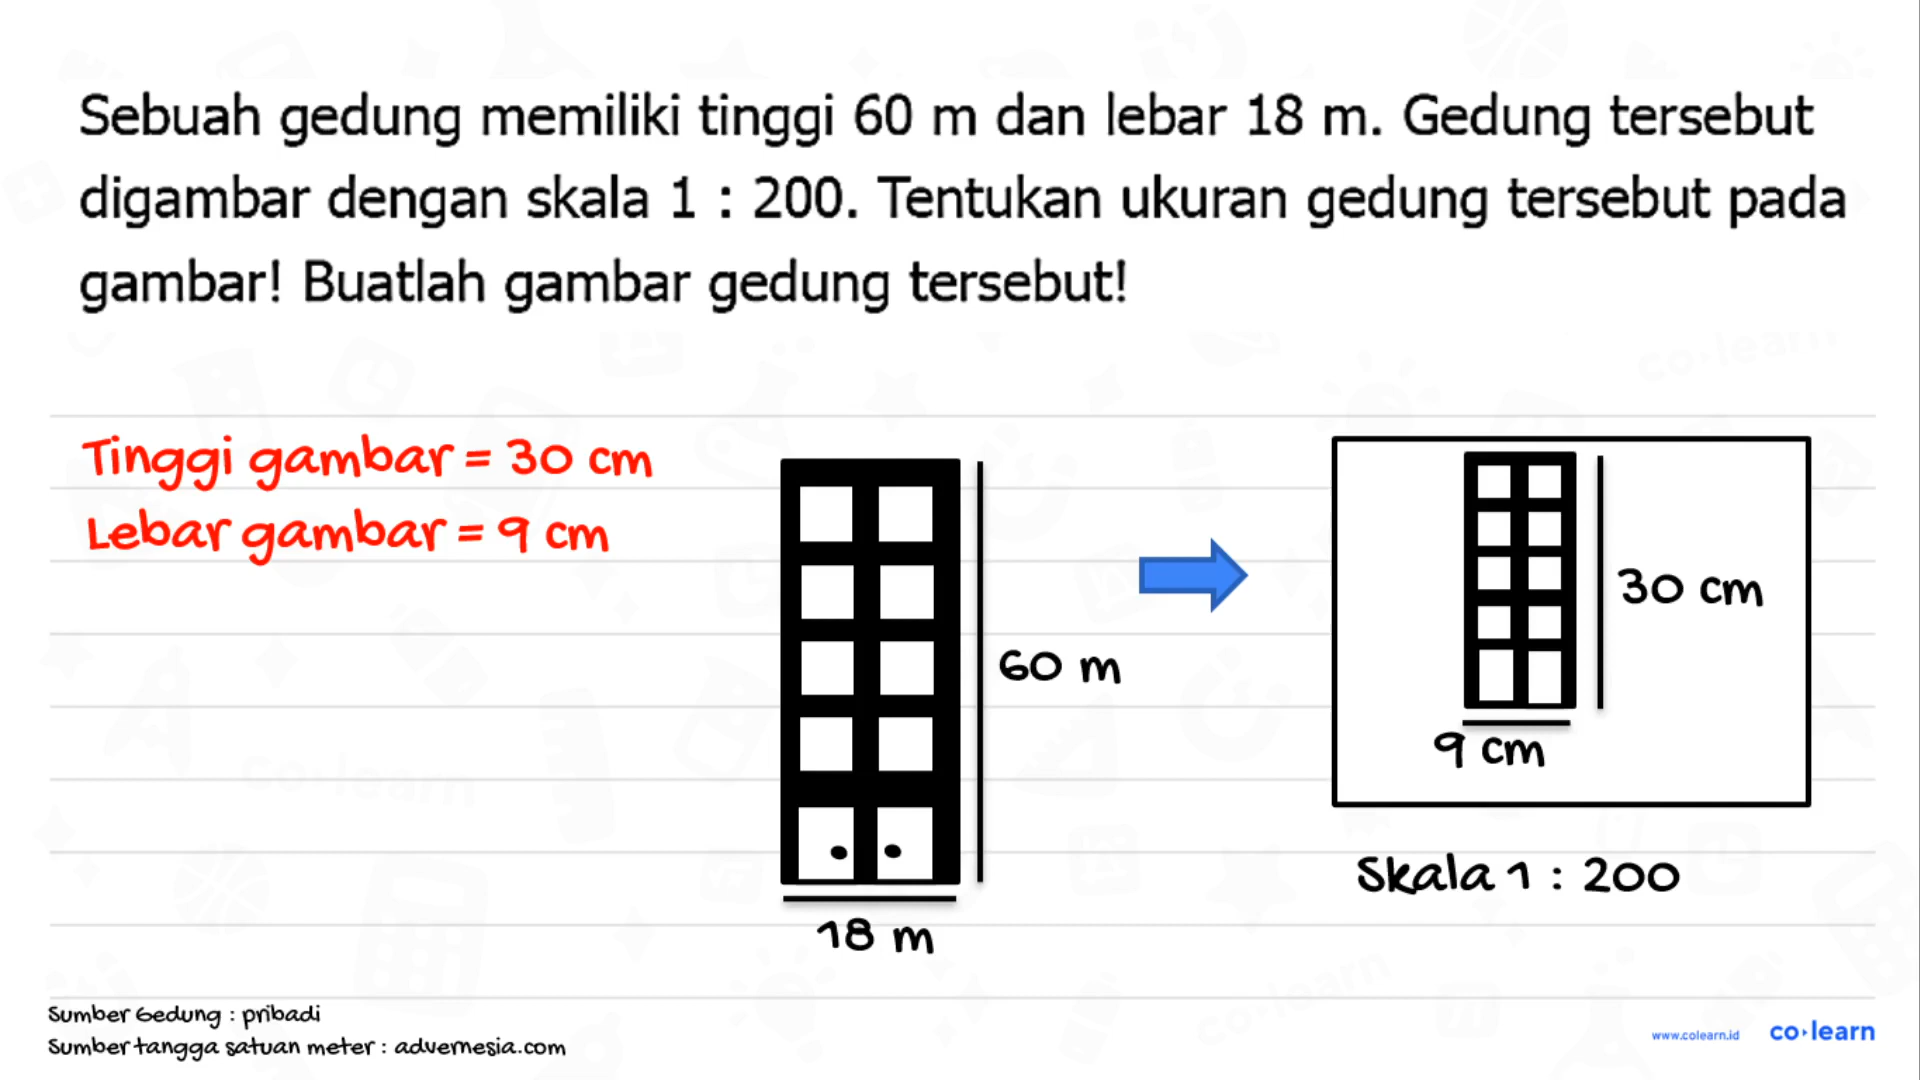 Sebuah gedung memiliki tinggi 60 m dan lebar 18 m. Gedung tersebut
digambar dengan skala 1 : 200. Tentukan ukuran gedung tersebut pada
gambar! Buatlah gambar gedung tersebut!
Tinggi gambar = 30 cm
Lebar gambar = 9 cm
60 m
18 m
30 cm
9 cm
Skala 1 : 200
Sumber Gedung : pribadi
Sumber tangga satuan meter : advernesia.com
www.colearn.id
co learn